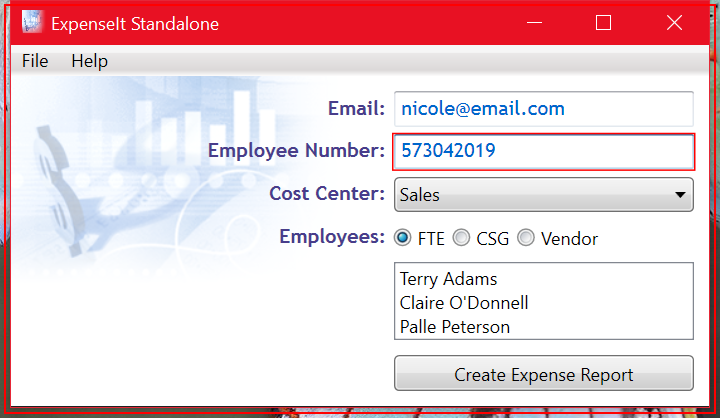 ExpenseIt Standalone
File Help
Email: nicole@email.com
Employee Number: 573042019
Cost Center: Sales
Employees: FTE CSG Vendor
Terry Adams
Claire O'Donnell
Palle Peterson
Create Expense Report